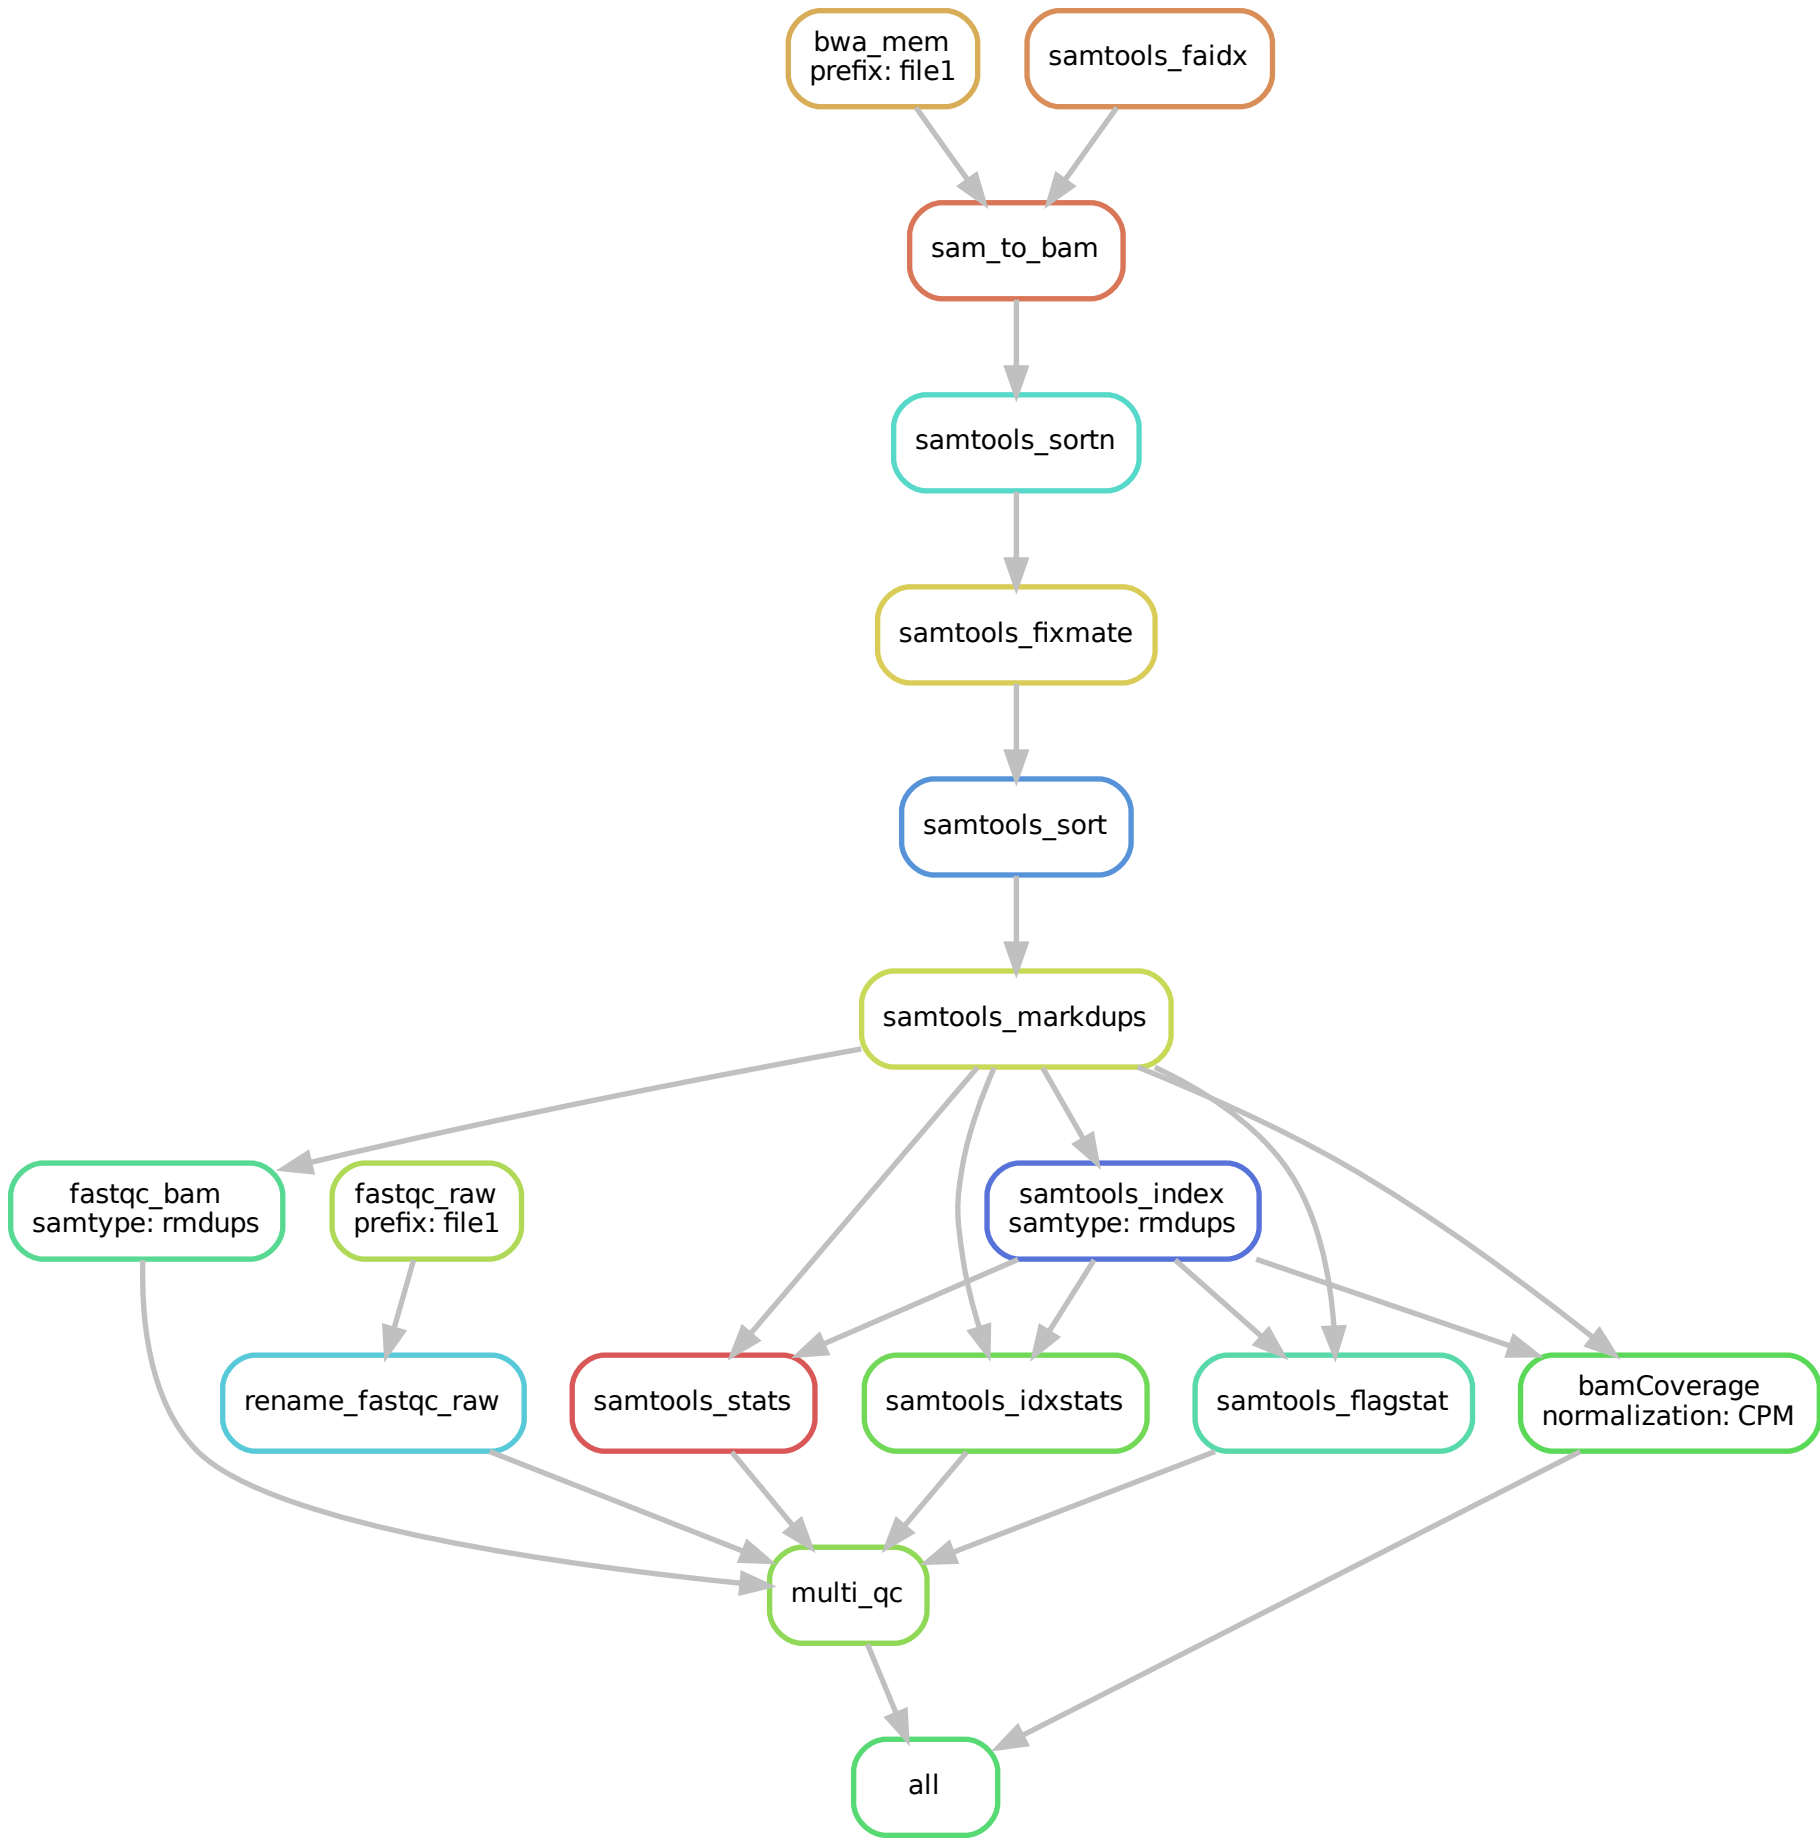 bwa_mem
prefix: file1
samtools_faidx
sam_to_bam
samtools_sortn
samtools_fixmate
samtools_sort
samtools_markdups
fastqc_bam
samtype: rmdups
fastqc_raw
prefix: file1
samtools_index
samtype: rmdups
rename_fastqc_raw
samtools_stats
samtools_idxstats
samtools_flagstat
bamCoverage
normalization: CPM
multi_qc
all